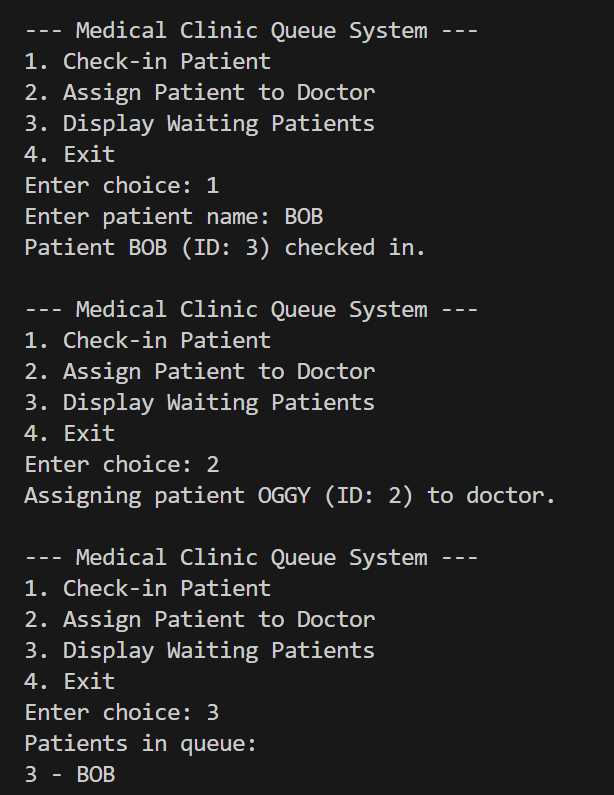 --- Medical Clinic Queue System ---
1. Check-in Patient
2. Assign Patient to Doctor
3. Display Waiting Patients
4. Exit
Enter choice: 1
Enter patient name: BOB
Patient BOB (ID: 3) checked in.

--- Medical Clinic Queue System ---
1. Check-in Patient
2. Assign Patient to Doctor
3. Display Waiting Patients
4. Exit
Enter choice: 2
Assigning patient OGGY (ID: 2) to doctor.

--- Medical Clinic Queue System ---
1. Check-in Patient
2. Assign Patient to Doctor
3. Display Waiting Patients
4. Exit
Enter choice: 3
Patients in queue:
3 - BOB